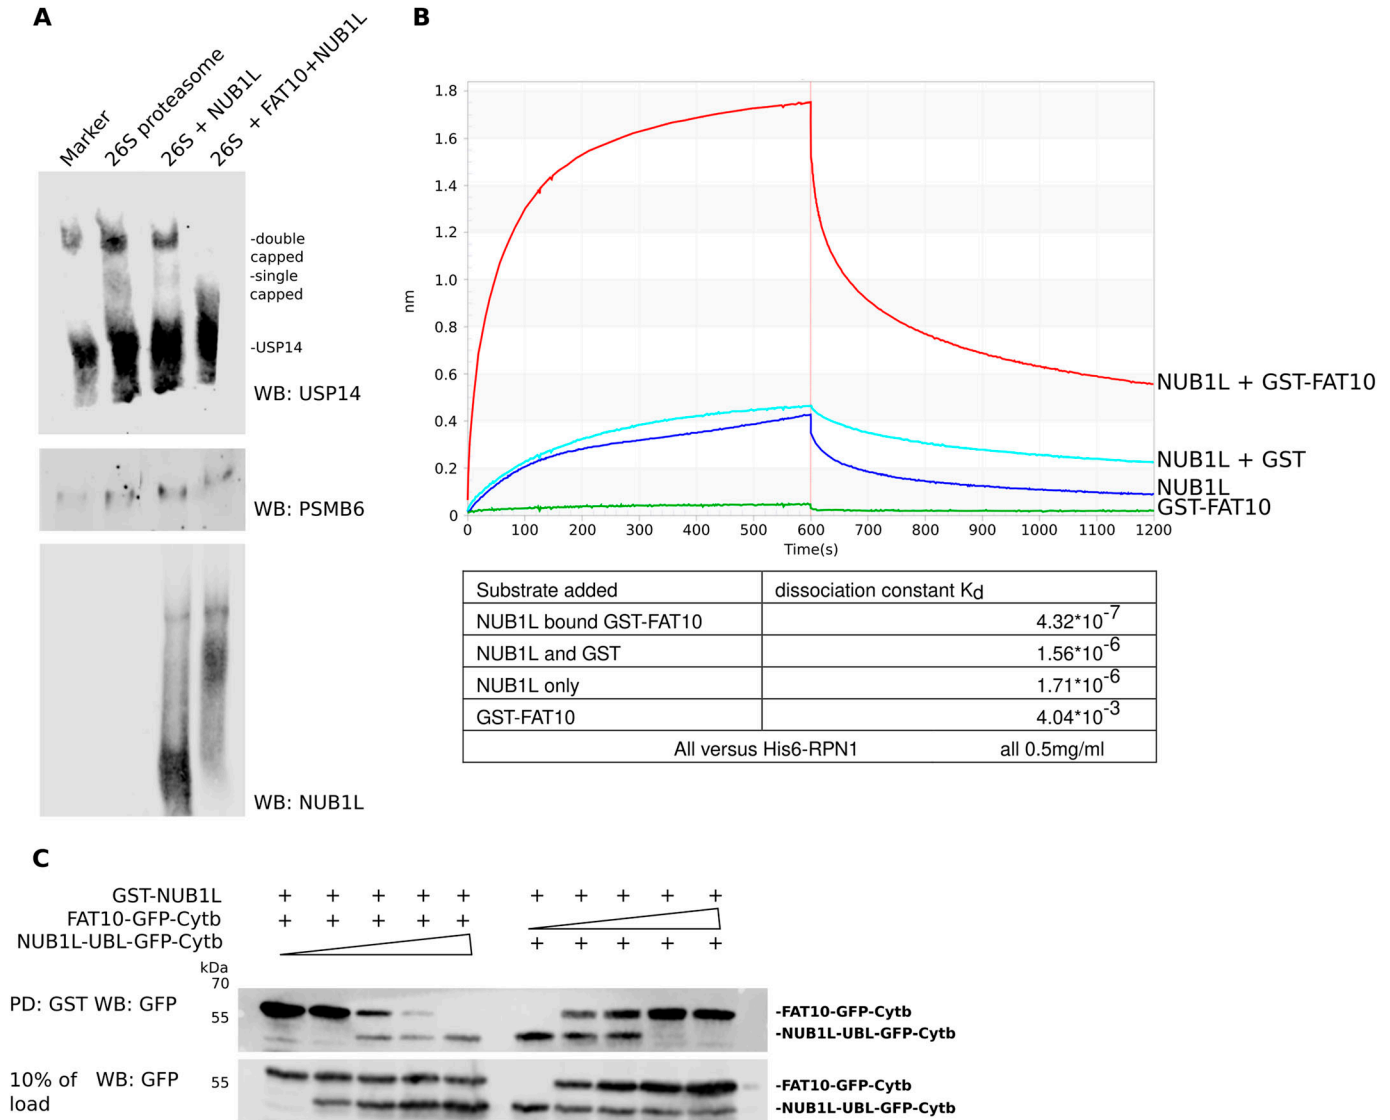 A
Marker
26S proteasome
26S + NUB1L
26S + FAT10+NUB1L
-double
capped
-single
capped
-USP14
WB: USP14
WB: PSMB6
WB: NUB1L
B
1.8
1.6
1.4
1.2
1.0
0.8
0.6
0.4
0.2
0
nm
0 100 200 300 400 500 600 700 800 900 1000 1100 1200
Time(s)
NUB1L + GST-FAT10
NUB1L + GST
NUB1L
GST-FAT10
Substrate added dissociation constant Kd
NUB1L bound GST-FAT10 4.32*10-7
NUB1L and GST 1.56*10-6
NUB1L only 1.71*10-6
GST-FAT10 4.04*10-3
All versus His6-RPN1 all 0.5mg/ml
C
GST-NUB1L + + + + + + + + + +
FAT10-GFP-Cytb + + + + +
NUB1L-UBL-GFP-Cytb + + + + +
kDa
70
PD: GST WB: GFP 55 -FAT10-GFP-Cytb
-NUB1L-UBL-GFP-Cytb
10% of WB: GFP 55 -FAT10-GFP-Cytb
load -NUB1L-UBL-GFP-Cytb